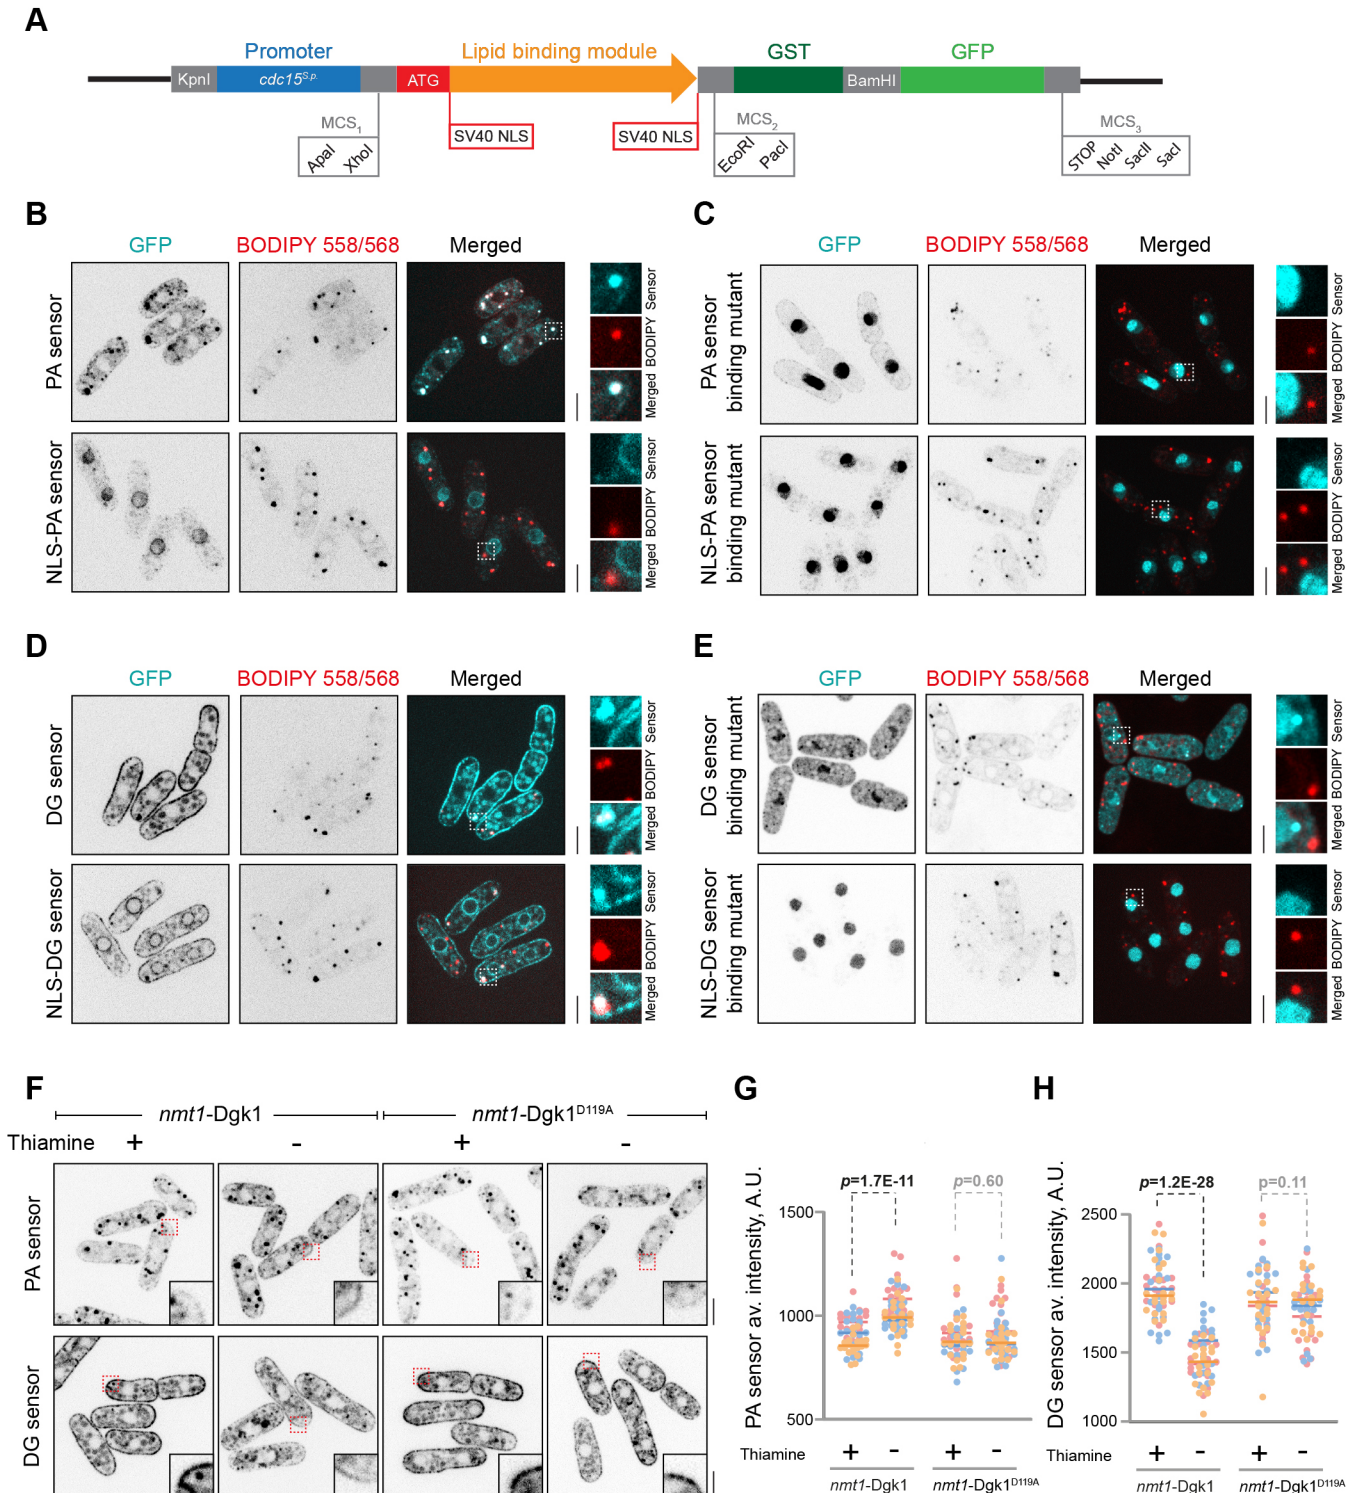 A
Promoter
Lipid binding module
GST
GFP
KpnI
cdc15S.p.
ATG
BamHI
MCS1
ApaI
XhoI
SV40 NLS
SV40 NLS
MCS2
EcoRI
PacI
MCS3
STOP
NotI
SacII
SacI
B
GFP
BODIPY 558/568
Merged
PA sensor
Merged BODIPY Sensor
NLS-PA sensor
Merged BODIPY Sensor
C
GFP
BODIPY 558/568
Merged
PA sensor
binding mutant
Merged BODIPY Sensor
NLS-PA sensor
binding mutant
Merged BODIPY Sensor
D
GFP
BODIPY 558/568
Merged
DG sensor
Merged BODIPY Sensor
NLS-DG sensor
Merged BODIPY Sensor
E
GFP
BODIPY 558/568
Merged
DG sensor
binding mutant
Merged BODIPY Sensor
NLS-DG sensor
binding mutant
Merged BODIPY Sensor
F
nmt1-Dgk1
nmt1-Dgk1D119A
Thiamine + - + -
PA sensor
DG sensor
G
PA sensor av. intensity, A.U.
p=1.7E-11
p=0.60
1500
1000
500
Thiamine + - + -
nmt1-Dgk1
nmt1-Dgk1D119A
H
DG sensor av. intensity, A.U.
p=1.2E-28
p=0.11
2500
2000
1500
1000
Thiamine + - + -
nmt1-Dgk1
nmt1-Dgk1D119A